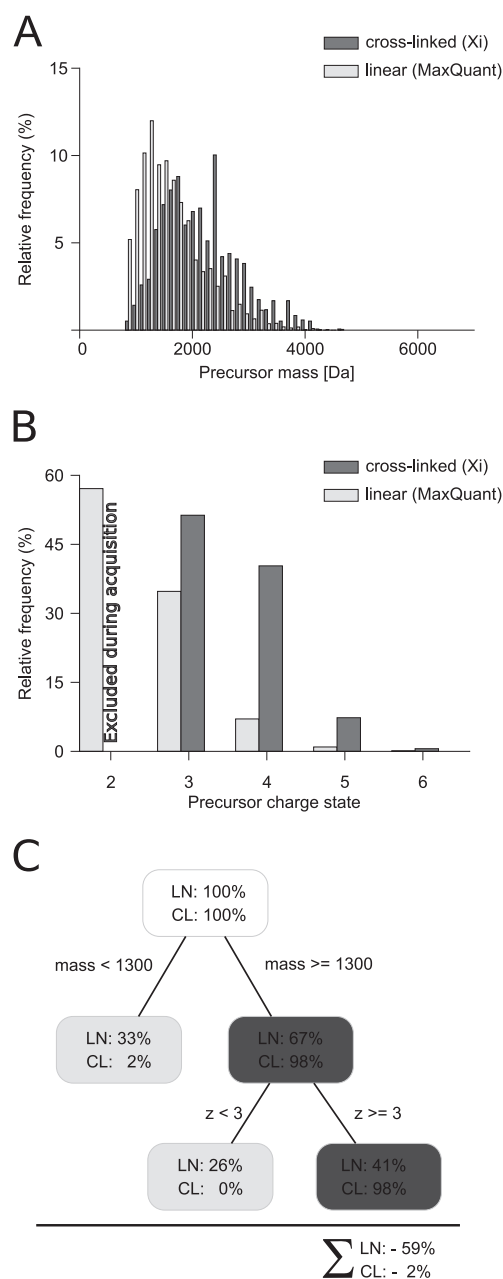 A
cross-linked (Xi)
linear (MaxQuant)
15
10
5
Relative frequency (%)
0
2000
4000
6000
Precursor mass [Da]
B
cross-linked (Xi)
linear (MaxQuant)
60
45
30
15
0
Relative frequency (%)
Excluded during acquisition
2
3
4
5
6
Precursor charge state
C
LN: 100%
CL: 100%
mass < 1300
mass >= 1300
LN: 33%
CL: 2%
LN: 67%
CL: 98%
z < 3
z >= 3
LN: 26%
CL: 0%
LN: 41%
CL: 98%
∑ LN: - 59%
CL: - 2%